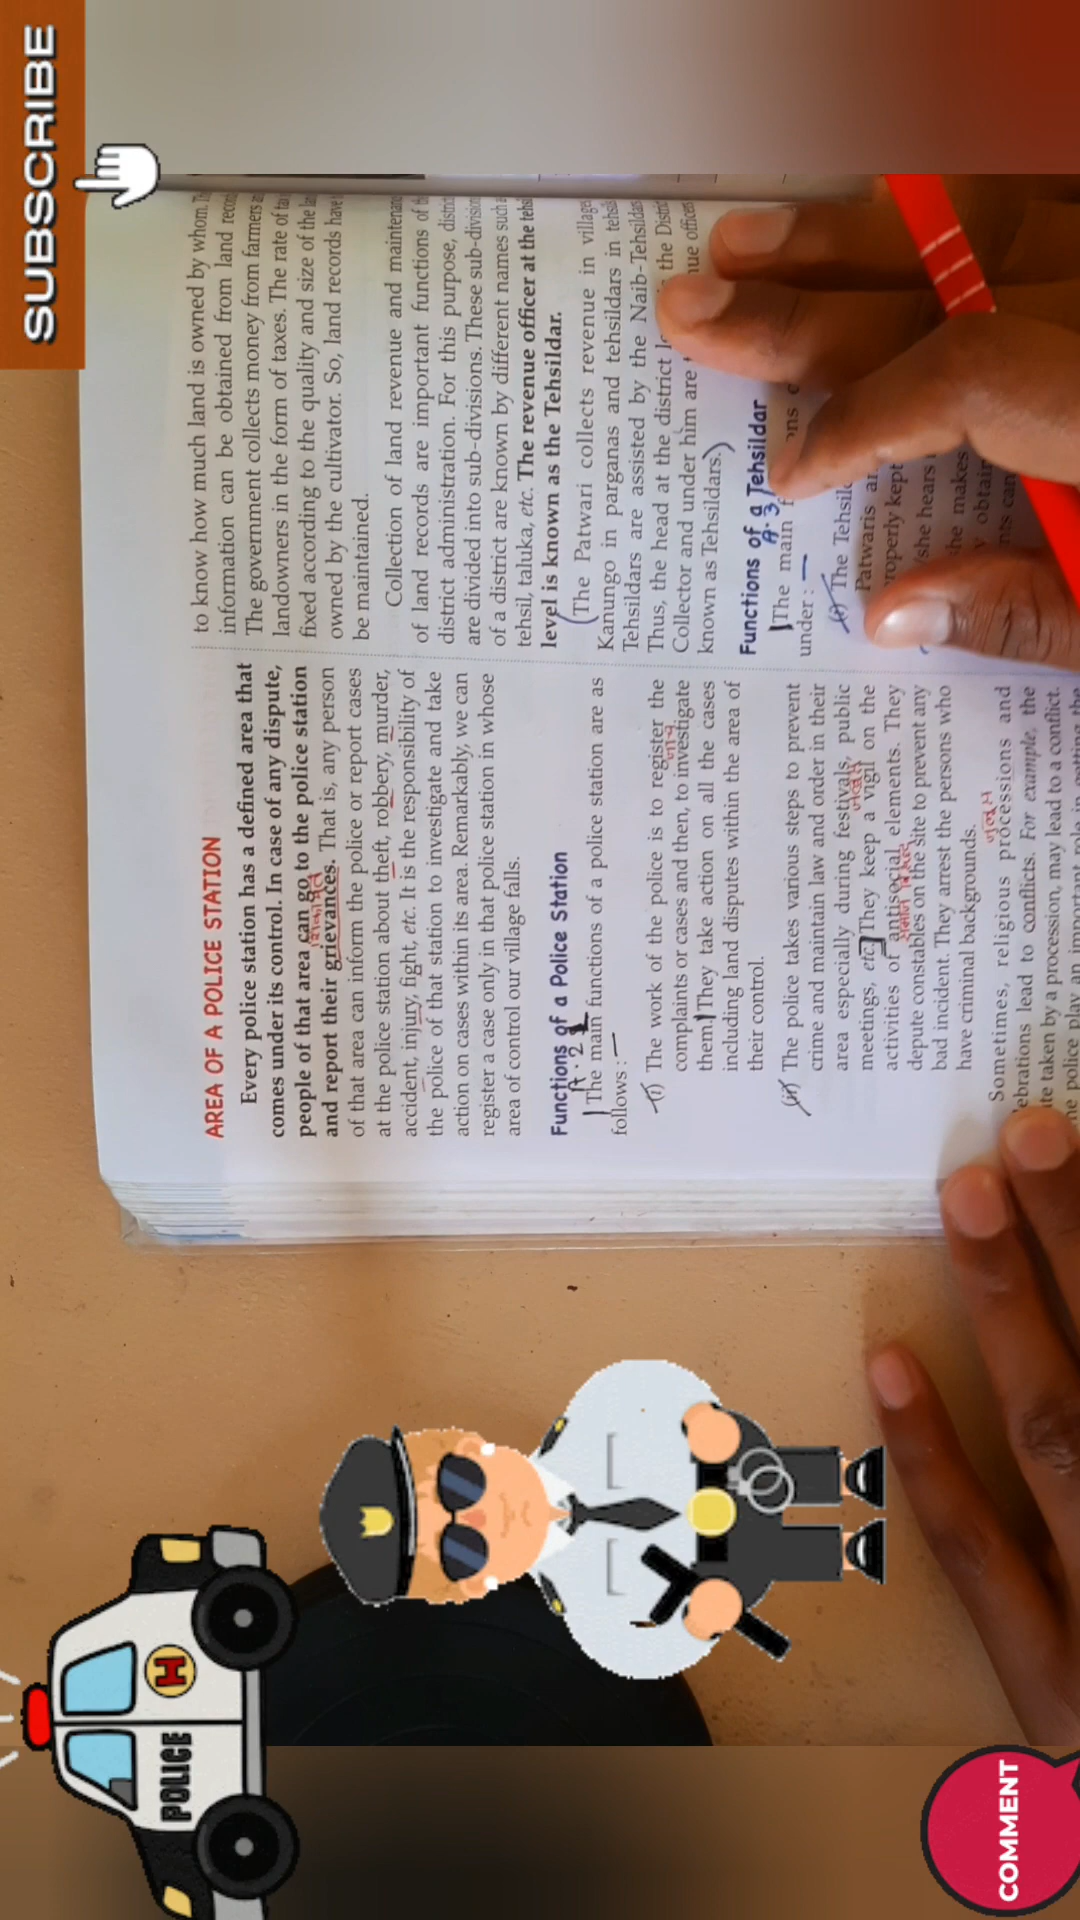 SUBSCRIBE
AREA OF A POLICE STATION
Every police station has a defined area that
comes under its control. In case of any dispute,
people of that area can go to the police station
and report their grievances. That is, any person
of that area can inform the police or report cases
at the police station about theft, robbery, murder,
accident, injury, fight, etc. It is the responsibility of
the police of that station to investigate and take
action on cases within its area. Remarkably, we can
register a case only in that police station in whose
area of control our village falls.
Functions of a Police Station
The main functions of a police station are as
follows :
(i) The work of the police is to register the
complaints or cases and then, to investigate
them. They take action on all the cases
including land disputes within the area of
their control.
(ii) The police takes various steps to prevent
crime and maintain law and order in their
area especially during festivals, public
meetings, etc. They keep a vigil on the
activities of antisocial elements. They
depute constables on the site to prevent any
bad incident. They arrest the persons who
have criminal backgrounds.
Sometimes, religious processions and
lead to conflicts. For example, the
taken by a procession, may lead to a conflict.
police play an important role in
to know how much land is owned by whom.
information can be obtained from land
The government collects money from farmers
landowners in the form of taxes. The rate of
fixed according to the quality and size of the
owned by the cultivator. So, land records have
be maintained.
Collection of land revenue and
of land records are important functions of
district administration. For this purpose,
are divided into sub-divisions. These
of a district are known by different names such
tehsil, taluka, etc. The revenue officer at the
level is known as the Tehsildar.
(The Patwari collects revenue in
Kanungo in parganas and tehsildars in
Tehsildars are assisted by the Naib-Tehsildars
Thus, the head at the district the
Collector and under him are officers
known as Tehsildars.)
Functions of a Tehsildar
A·3
The main
under :
(i) The
Patwaris
properly kept
hears
makes
can
POLICE
H
COMMENT